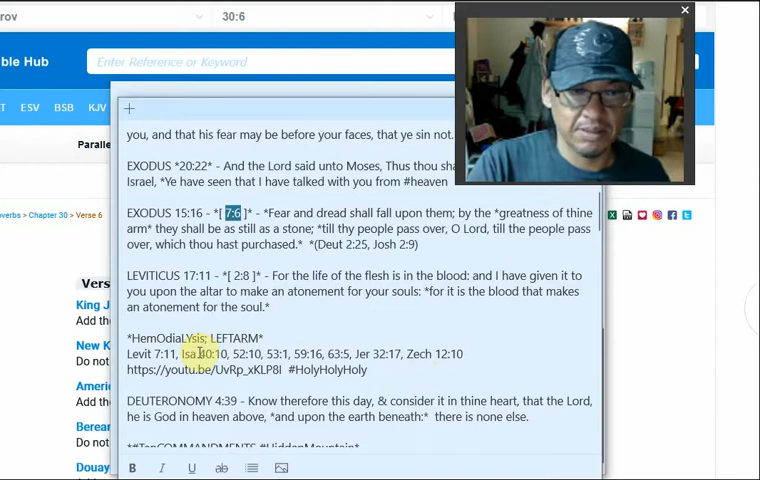 rov
30:6
ble Hub
Enter Reference or Keyword
T ESV BSB KJV
Paralle
overbs › Chapter 30 › Verse 6
Vers
King J
Add the
New K
Do not
Americ
Add the
Berean
Do not
Douay
you, and that his fear may be before your faces, that ye sin not.
EXODUS *20:22* - And the Lord said unto Moses, Thus thou sha
Israel, *Ye have seen that I have talked with you from #heaven
EXODUS 15:16 - *[ 7:6 ]* - *Fear and dread shall fall upon them; by the *greatness of thine
arm* they shall be as still as a stone; *till thy people pass over, O Lord, till the people pass
over, which thou hast purchased.* *(Deut 2:25, Josh 2:9)
LEVITICUS 17:11 - *[ 2:8 ]* - For the life of the flesh is in the blood: and I have given it to
you upon the altar to make an atonement for your souls: *for it is the blood that makes
an atonement for the soul.*
*HemOdiaLYsis; LEFTARM*
Levit 7:11, Isa 40:10, 52:10, 53:1, 59:16, 63:5, Jer 32:17, Zech 12:10
https://youtu.be/UvRp_xKLP8I #HolyHolyHoly
DEUTERONOMY 4:39 - Know therefore this day, & consider it in thine heart, that the Lord,
he is God in heaven above, *and upon the earth beneath:* there is none else.
*#TenCOMMANDMENTS #HiddenMountain*
B I U ab